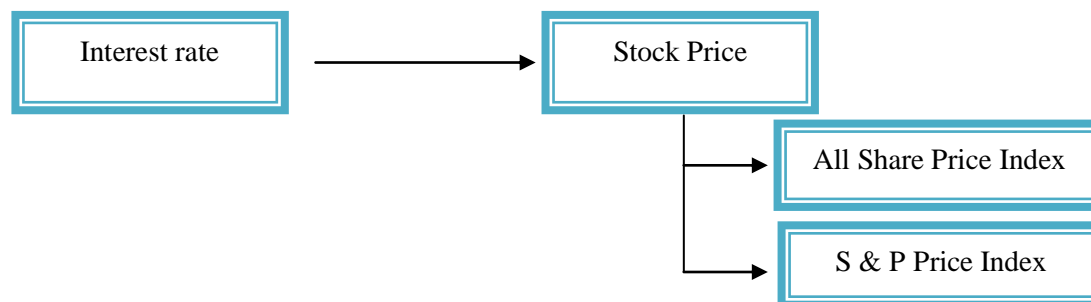 Interest rate
Stock Price
All Share Price Index
S & P Price Index